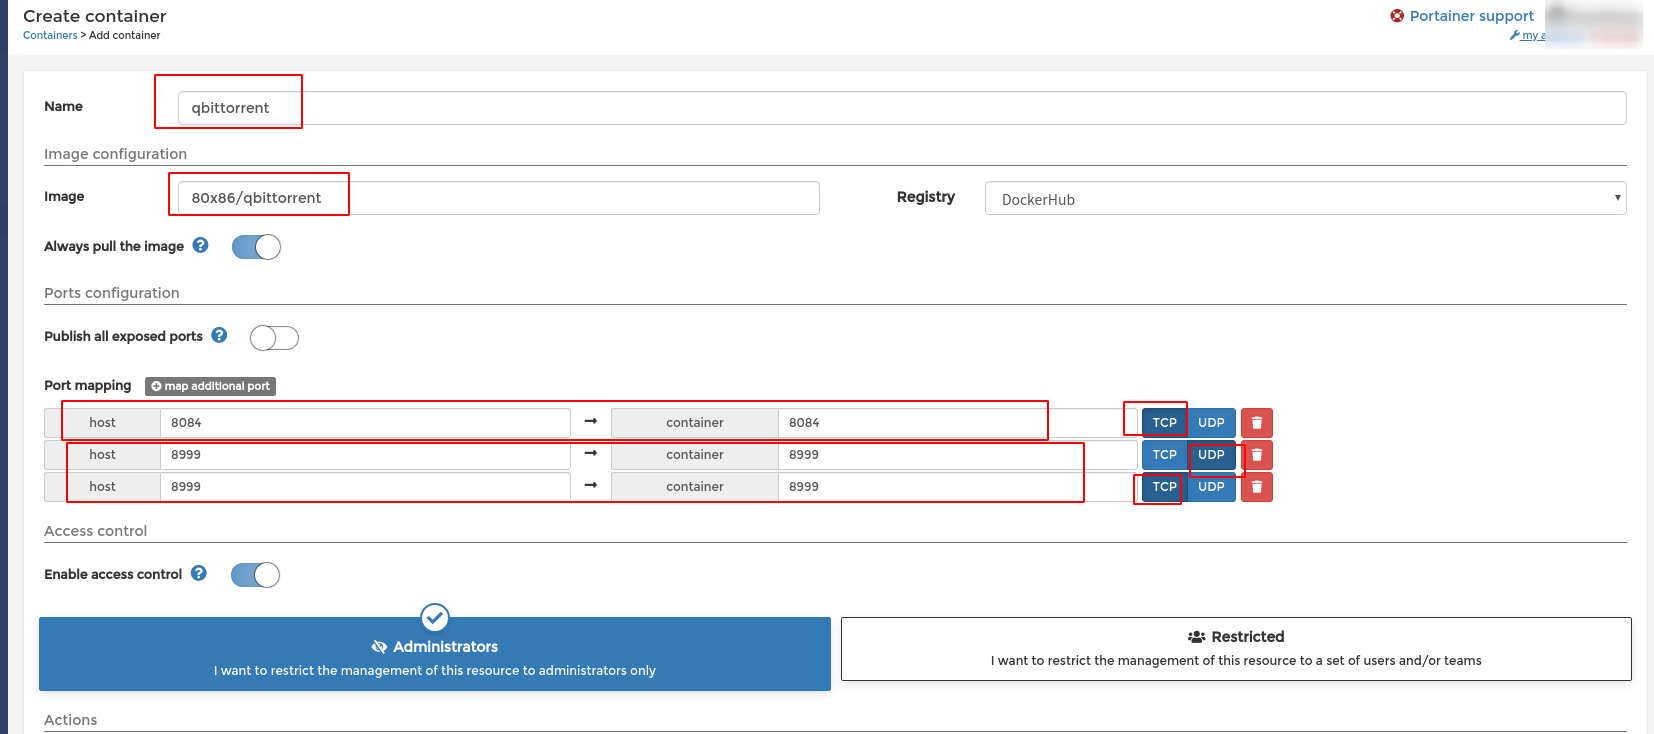 Create container
Portainer support
Containers > Add container
my a
Name
qbittorrent
Image configuration
Image
80x86/qbittorrent
Registry
DockerHub
Always pull the image
Ports configuration
Publish all exposed ports
Port mapping
map additional port
host 8084 → container 8084 TCP UDP
host 8999 → container 8999 TCP UDP
host 8999 → container 8999 TCP UDP
Access control
Enable access control
Administrators
I want to restrict the management of this resource to administrators only
Restricted
I want to restrict the management of this resource to a set of users and/or teams
Actions